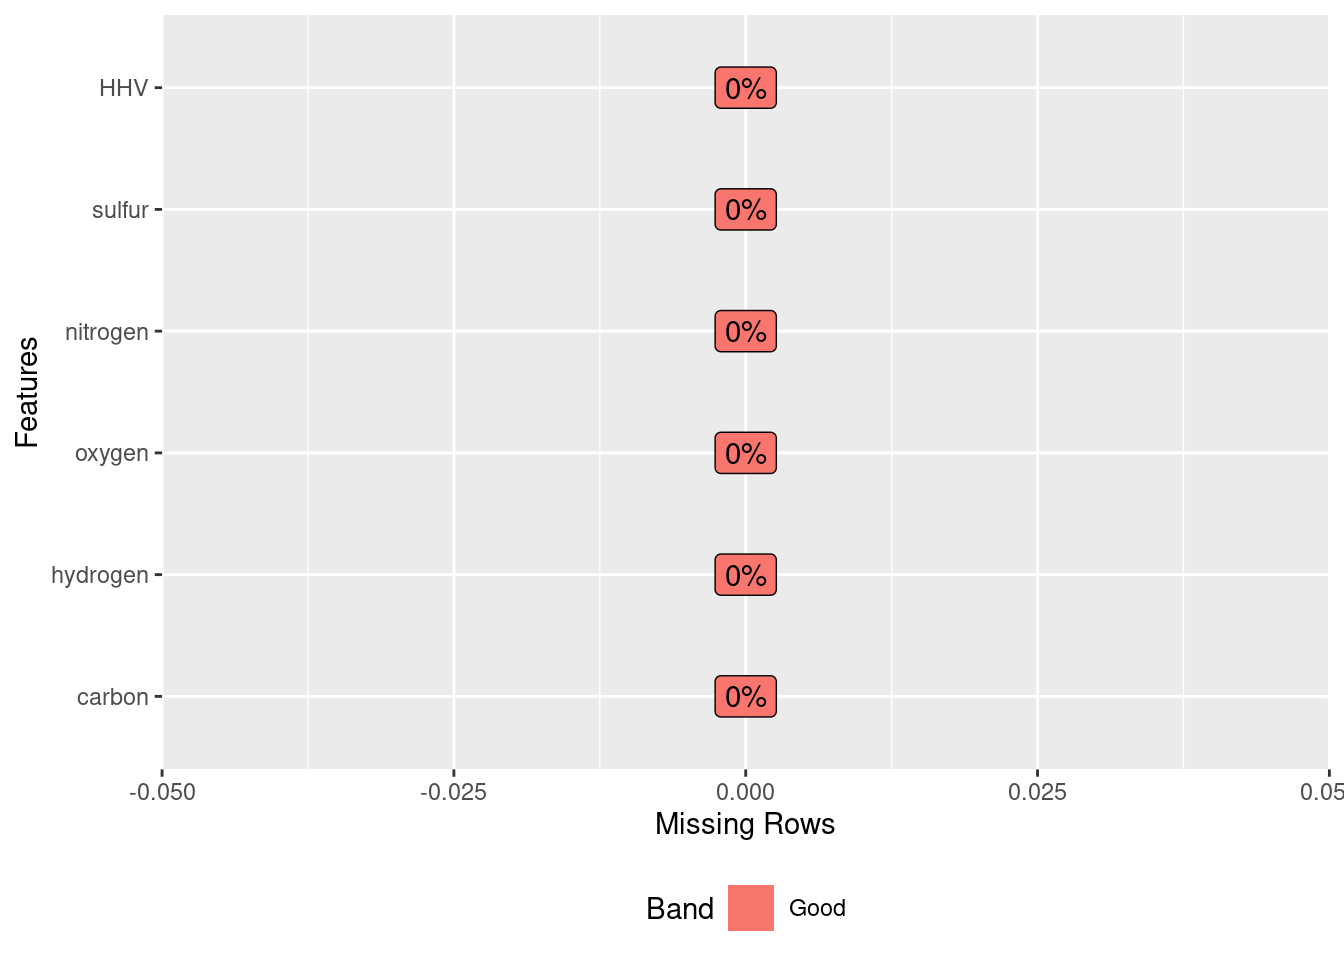 HHV
0%
sulfur
0%
nitrogen
0%
oxygen
0%
hydrogen
0%
carbon
0%
Features
-0.050
-0.025
0.000
0.025
0.05
Missing Rows
Band
Good